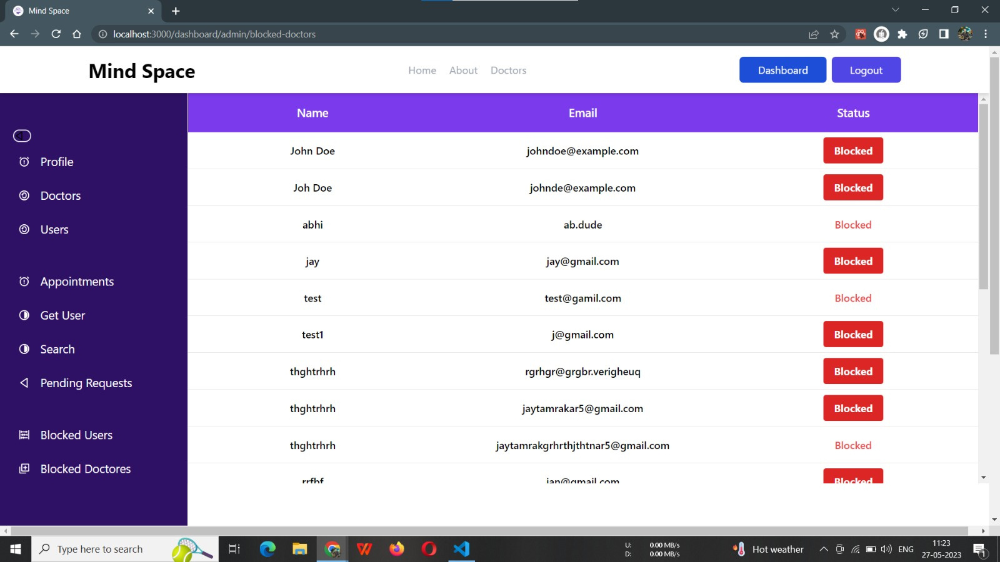 Mind Space
localhost:3000/dashboard/admin/blocked-doctors
Mind Space
Home About Doctors
Dashboard Logout
Name Email Status
John Doe johndoe@example.com Blocked
Joh Doe johnde@example.com Blocked
abhi ab.dude Blocked
jay jay@gmail.com Blocked
test test@gamil.com Blocked
test1 j@gmail.com Blocked
thghtrhrh rgrhgr@grgbr.verigheuq Blocked
thghtrhrh jaytamrakar5@gmail.com Blocked
thghtrhrh jaytamrakgrhrthjthtnar5@gmail.com Blocked
rrfbf jan@gmail.com Blocked
Profile
Doctors
Users
Appointments
Get User
Search
Pending Requests
Blocked Users
Blocked Doctores
Type here to search
U: 0.00 MB/s
D: 0.00 MB/s
Hot weather
ENG
11:23
27-05-2023
1